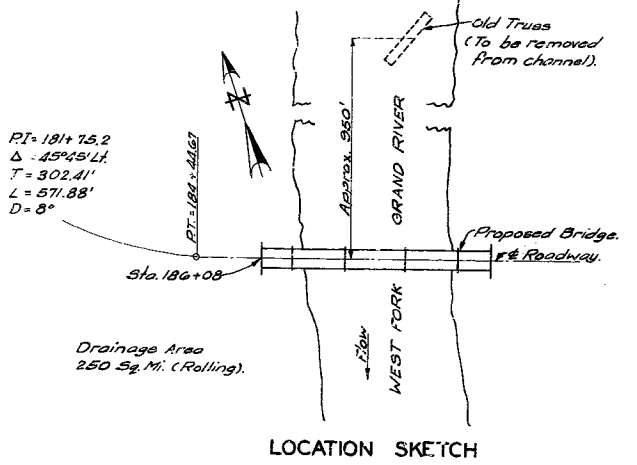 Old Truss
(To be removed
from channel).
P.I = 181+75.2
Δ = 45°45' Lt.
T = 302.41'
L = 571.88'
D = 8°
P.T. = 184+44.67
Approx. 950'
GRAND RIVER
Proposed Bridge.
℄ Roadway.
Sta. 186+08
Drainage Area
250 Sq. Mi. (Rolling).
Flow
WEST FORK
LOCATION SKETCH